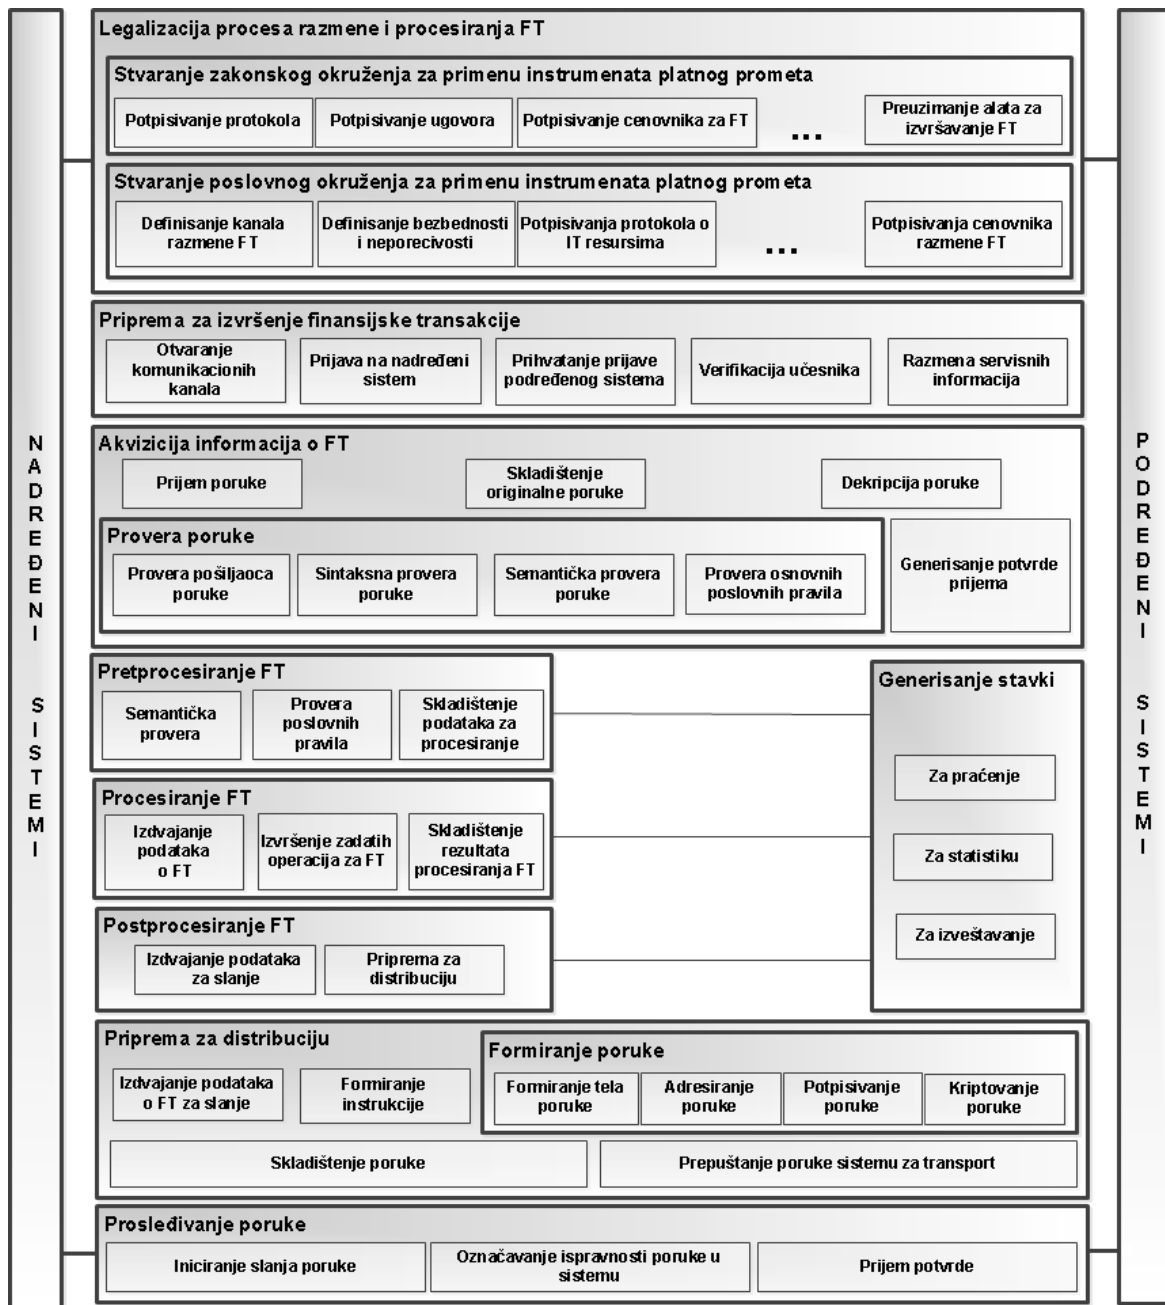 Legalizacija procesa razmene i procesiranja FT
Stvaranje zakonskog okruženja za primenu instrumenata platnog prometa
Potpisivanje protokola
Potpisivanje ugovora
Potpisivanje cenovnika za FT
...
Preuzimanje alata za
izvršavanje FT
Stvaranje poslovnog okruženja za primenu instrumenata platnog prometa
Definisanje kanala
razmene FT
Definisanje bezbednosti
i neporecivosti
Potpisivanja protokola o
IT resursima
...
Potpisivanja cenovnika
razmene FT
Priprema za izvršenje finansijske transakcije
Otvaranje
komunikacionih
kanala
Prijava na nadređeni
sistem
Prihvatanje prijave
podređenog sistema
Verifikacija učesnika
Razmena servisnih
informacija
NADREĐENI SISTEMI
PODREĐENI SISTEMI
Akvizicija informacija o FT
Prijem poruke
Skladištenje
originalne poruke
Dekripcija poruke
Provera poruke
Provera pošiljaoca
poruke
Sintaksna provera
poruke
Semantička provera
poruke
Provera osnovnih
poslovnih pravila
Generisanje potvrde
prijema
Pretprocesiranje FT
Semantička
provera
Provera
poslovnih
pravila
Skladištenje
podataka za
procesiranje
Generisanje stavki
Za praćenje
Za statistiku
Za izveštavanje
Procesiranje FT
Izdvajanje
podataka
o FT
Izvršenje zadatih
operacija za FT
Skladištenje
rezultata
procesiranja FT
Postprocesiranje FT
Izdvajanje podataka
za slanje
Priprema za
distribuciju
Priprema za distribuciju
Izdvajanje podataka
o FT za slanje
Formiranje
instrukcije
Formiranje poruke
Formiranje tela
poruke
Adresiranje
poruke
Potpisivanje
poruke
Kriptovanje
poruke
Skladištenje poruke
Prepuštanje poruke sistemu za transport
Prosleđivanje poruke
Iniciranje slanja poruke
Označavanje ispravnosti poruke u
sistemu
Prijem potvrde